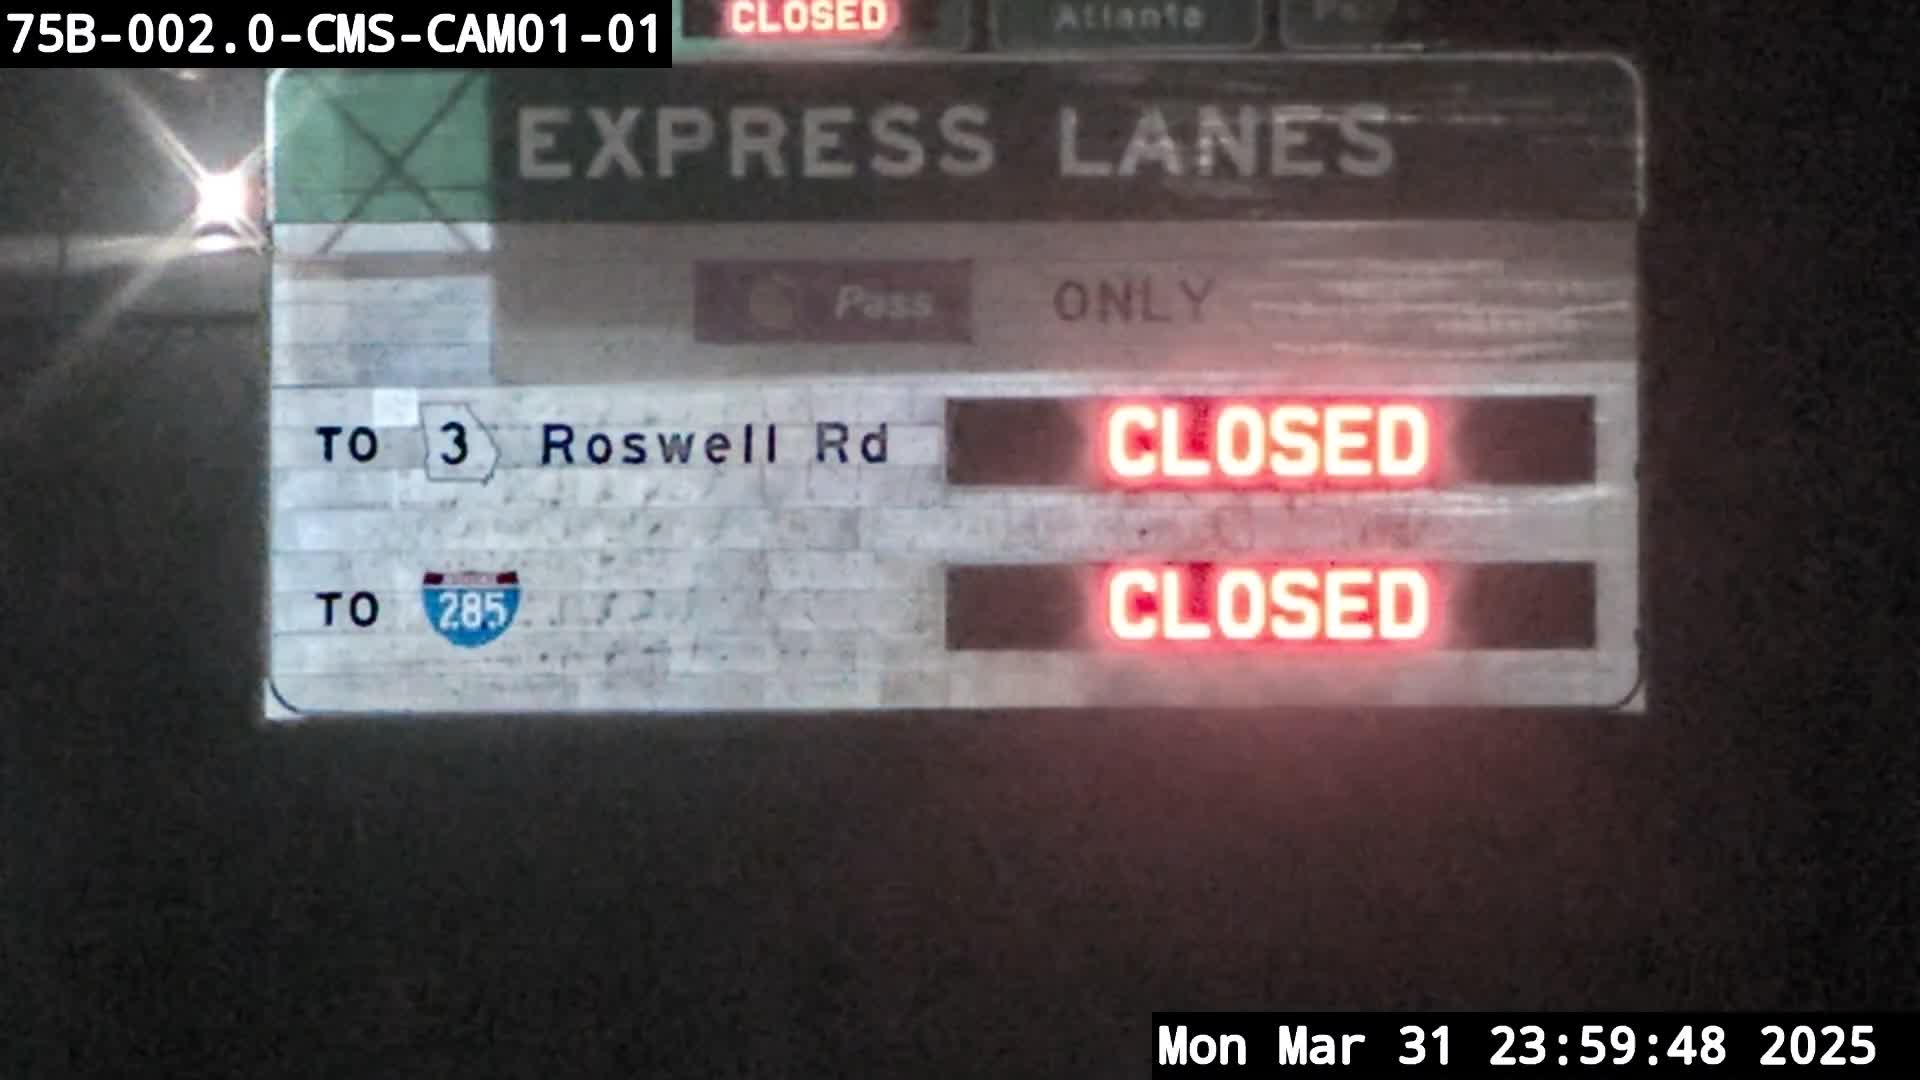 75B-002.0-CMS-CAM01-01
CLOSED
Atlanta
EXPRESS LANES
Pass ONLY
TO 3 Roswell Rd CLOSED
TO 285 CLOSED
Mon Mar 31 23:59:48 2025